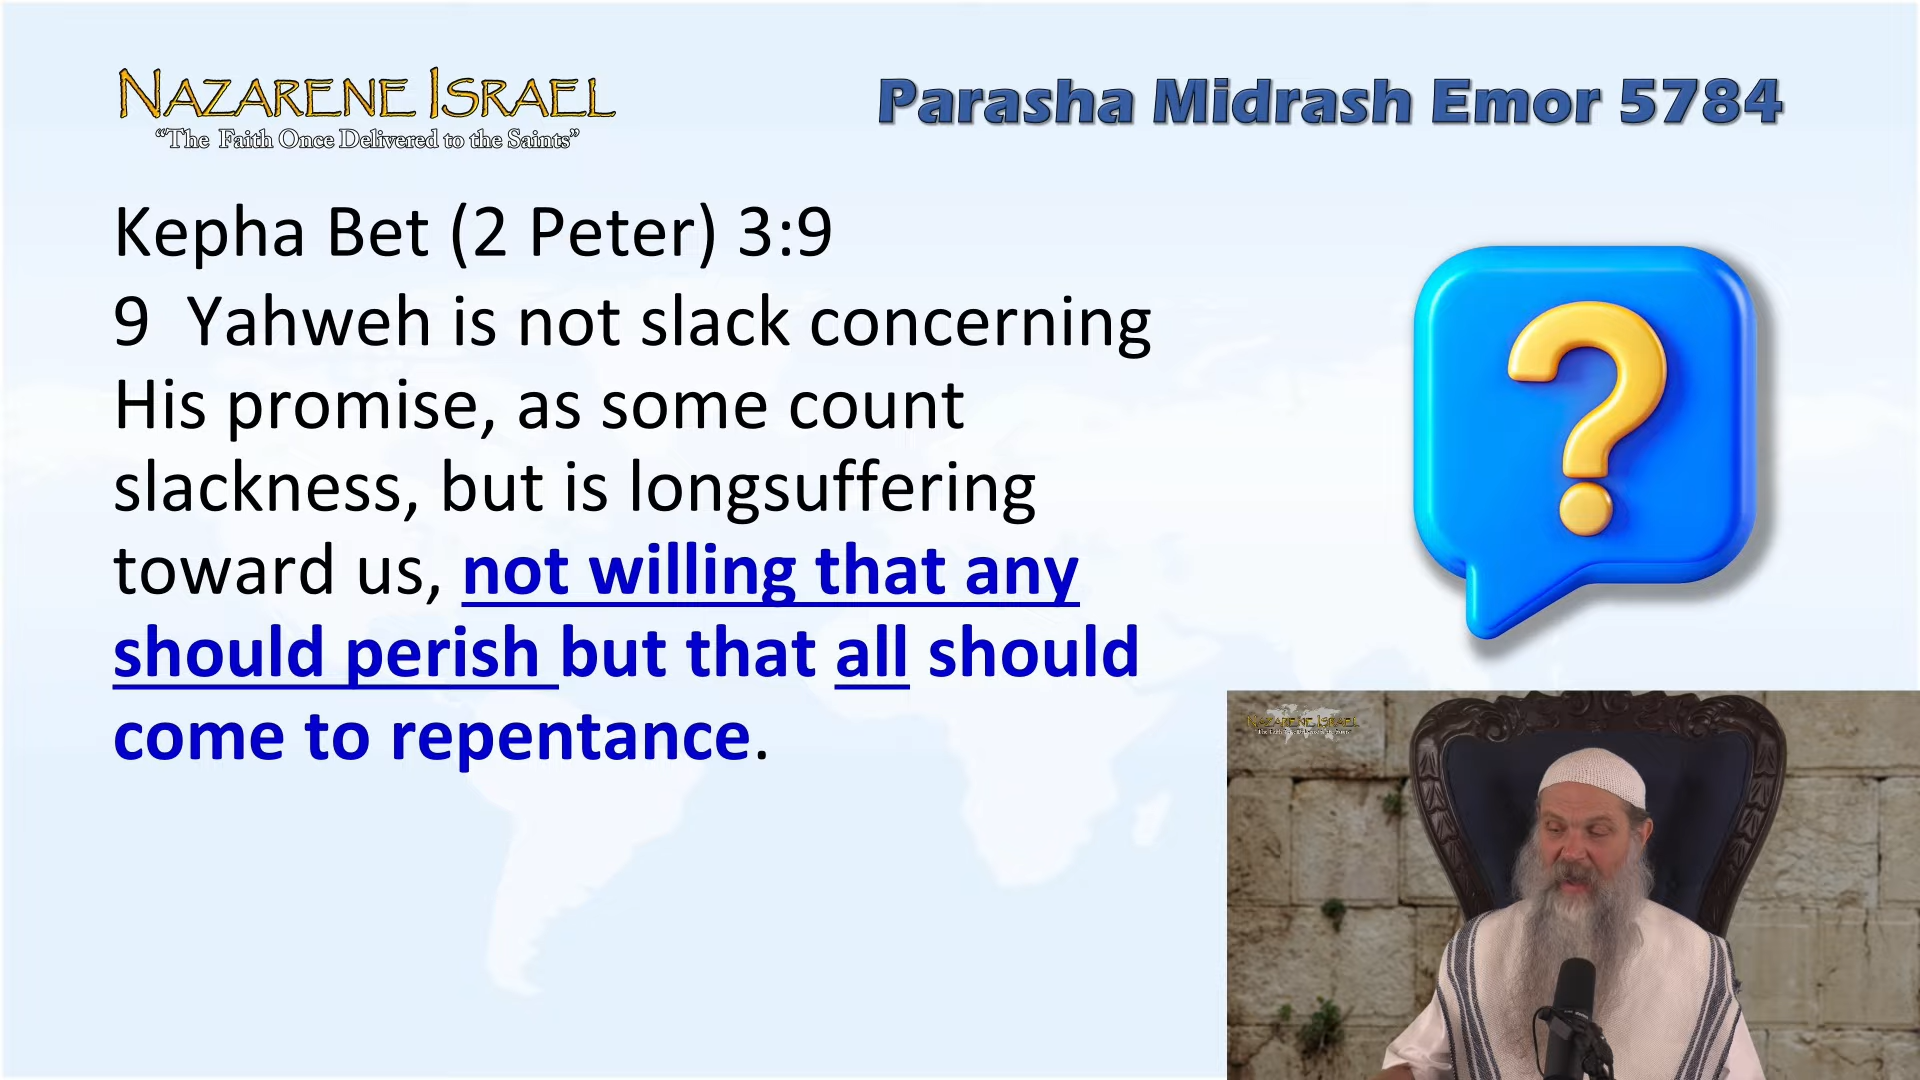 NAZARENE ISRAEL
“The Faith Once Delivered to the Saints”
Parasha Midrash Emor 5784
Kepha Bet (2 Peter) 3:9
9 Yahweh is not slack concerning
His promise, as some count
slackness, but is longsuffering
toward us, not willing that any
should perish but that all should
come to repentance.
?
NAZARENE ISRAEL